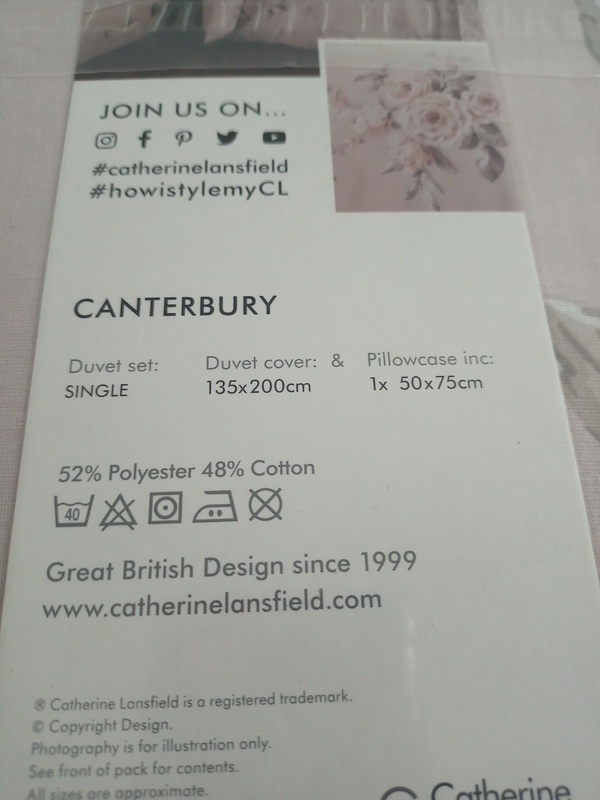 JOIN US ON...
#catherinelansfield
#howistylemyCL
CANTERBURY
Duvet set: Duvet cover: & Pillowcase inc:
SINGLE 135x200cm 1x 50x75cm
52% Polyester 48% Cotton
40
Great British Design since 1999
www.catherinelansfield.com
® Catherine Lansfield is a registered trademark.
© Copyright Design.
Photography is for illustration only.
See front of pack for contents.
All sizes are approximate.
Catherine